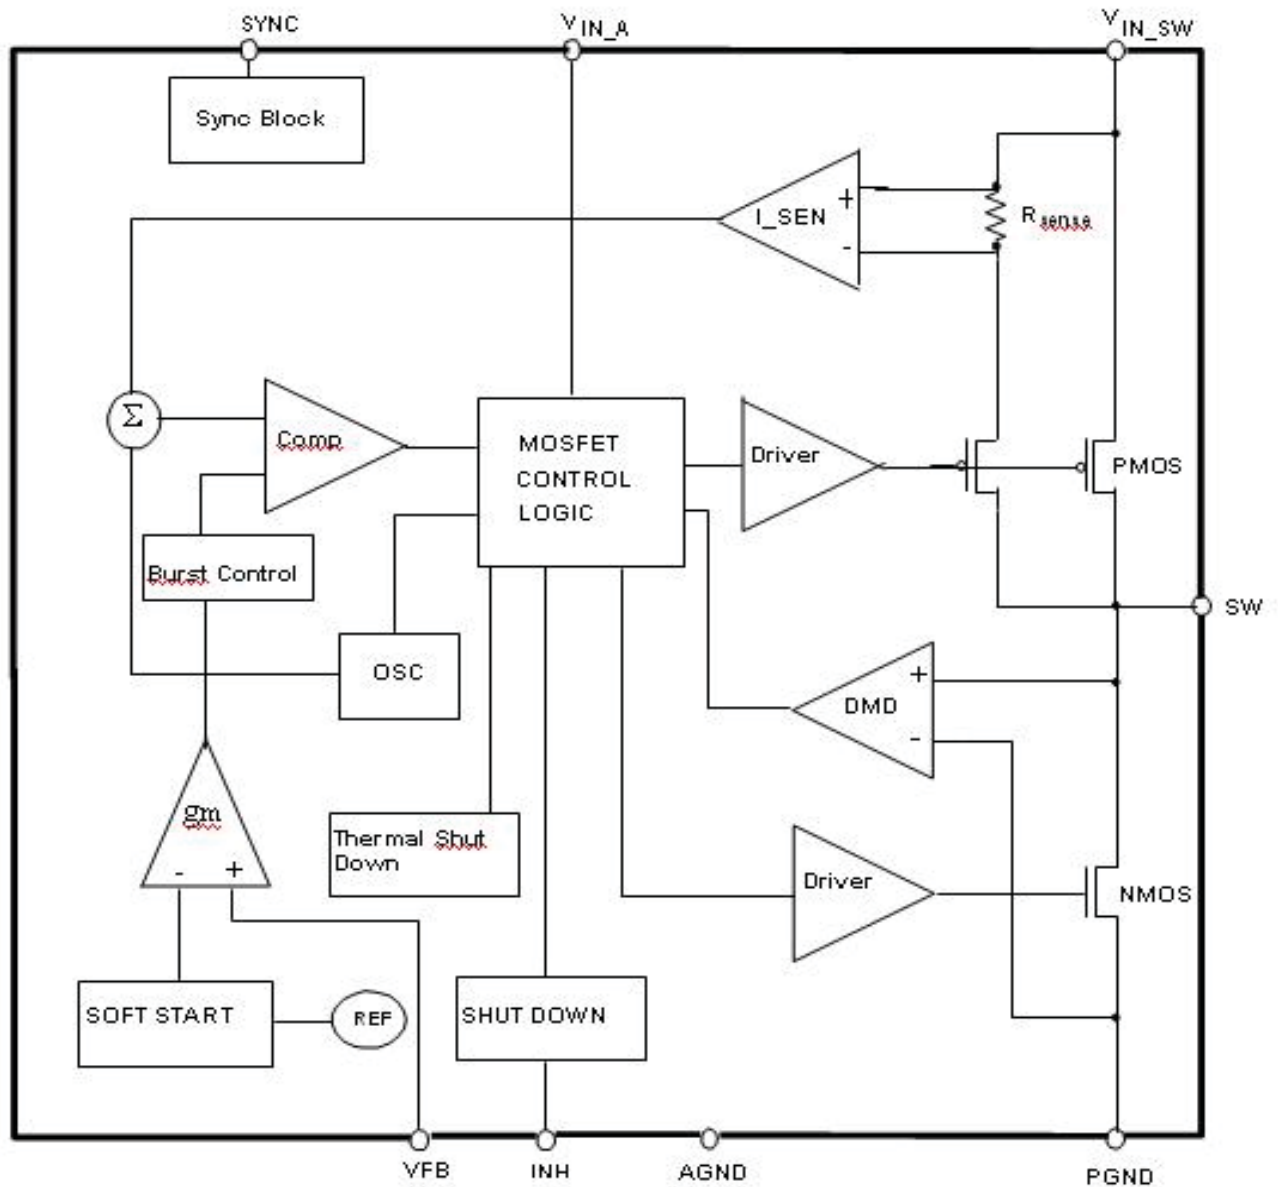 SYNC
VIN_A
VIN_SW
Sync Block
+
I_SEN
-
Rsense
Σ
Comp
MOSFET
CONTROL
LOGIC
Driver
PMOS
Burst Control
SW
OSC
+
DMD
-
gm
- +
Thermal Shut
Down
Driver
NMOS
SOFT START
REF
SHUT DOWN
VFB
INH
AGND
PGND